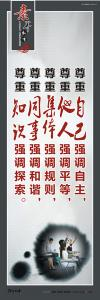 尊重自己强调自主，
尊重他人强调平等，
尊重集体强调规则，
尊重同事强调和谐，
尊重知识强调探索。